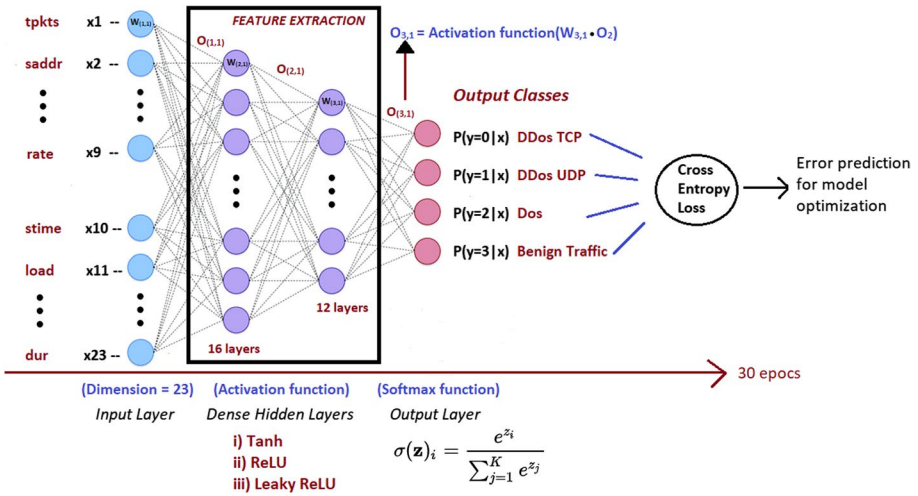 tpkts x1 -- W(1,1)
FEATURE EXTRACTION
O(1,1)
O3,1 = Activation function(W3,1 • O2)
saddr x2 -- W(2,1)
O(2,1)
W(3,1)
Output Classes
O(3,1)
P(y=0|x) DDos TCP
rate x9 --
P(y=1|x) DDos UDP
P(y=2|x) Dos
P(y=3|x) Benign Traffic
Cross
Entropy
Loss
Error prediction
for model
optimization
stime x10 --
load x11 --
12 layers
16 layers
dur x23 --
30 epocs
(Dimension = 23) (Activation function) (Softmax function)
Input Layer Dense Hidden Layers Output Layer
i) Tanh
ii) ReLU
iii) Leaky ReLU
σ(z)i = e^zi / ∑j=1^K e^zj